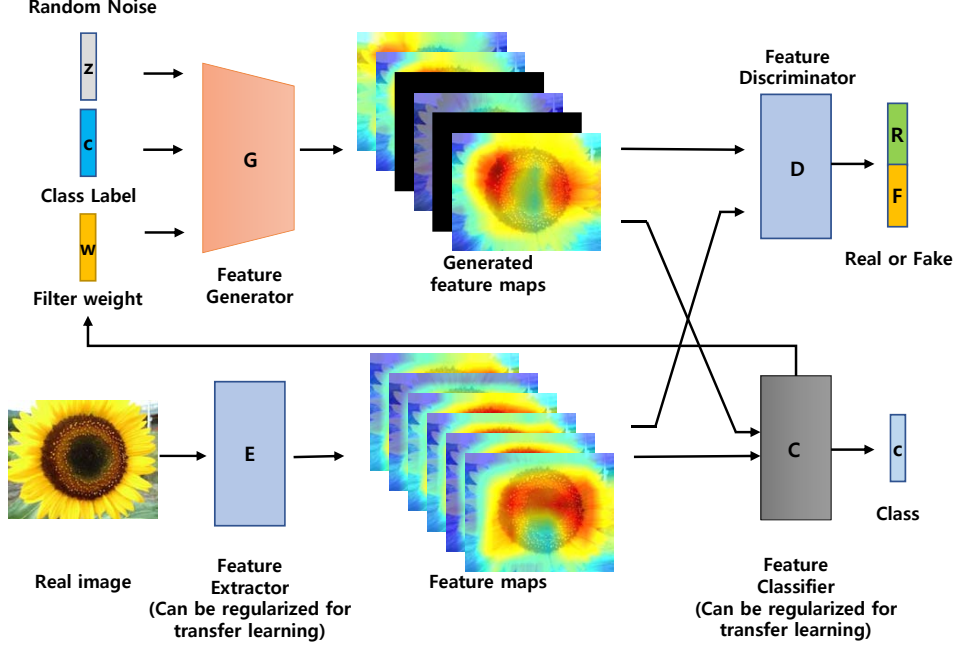 Random Noise
z
c
Class Label
w
Filter weight
G
Feature
Generator
Generated
feature maps
Feature
Discriminator
D
R
F
Real or Fake
E
C
c
Class
Real image
Feature
Extractor
(Can be regularized for
transfer learning)
Feature maps
Feature
Classifier
(Can be regularized for
transfer learning)